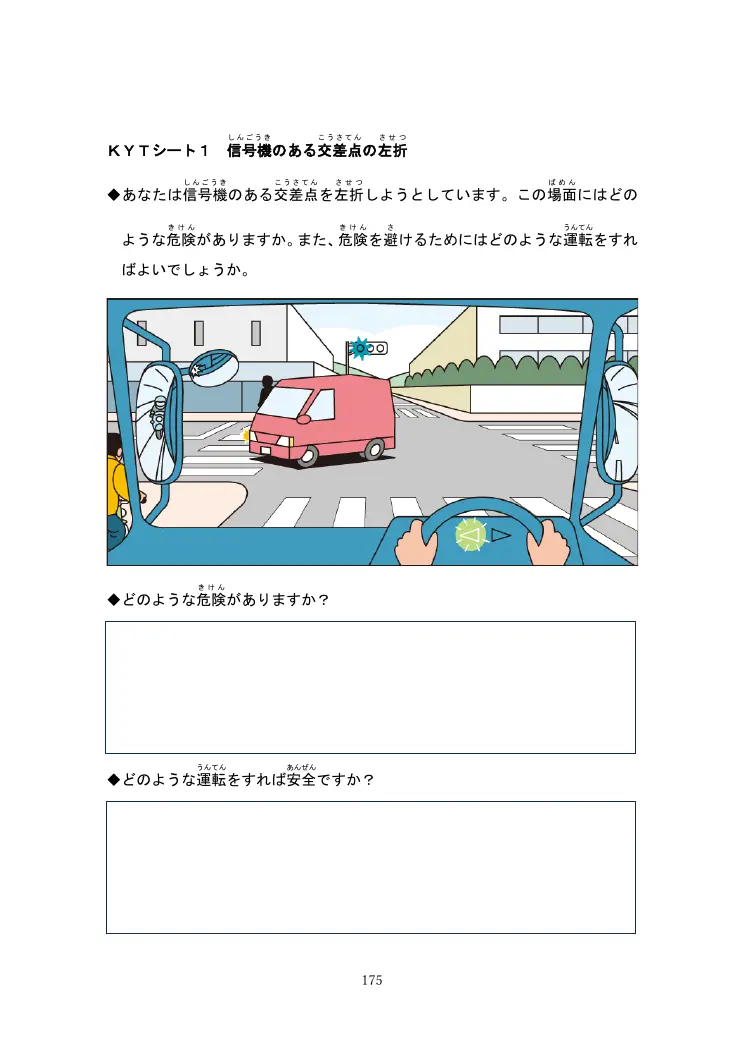 KYTシート1 信号機のある交差点の左折
しんごうき こうさてん させつ
◆あなたは信号機のある交差点を左折しようとしています。この場面にはどの
しんごうき こうさてん させつ ばめん
ような危険がありますか。また、危険を避けるためにはどのような運転をすれ
きけん きけん さ うんてん
ばよいでしょうか。
◆どのような危険がありますか？
きけん
◆どのような運転をすれば安全ですか？
うんてん あんぜん
175